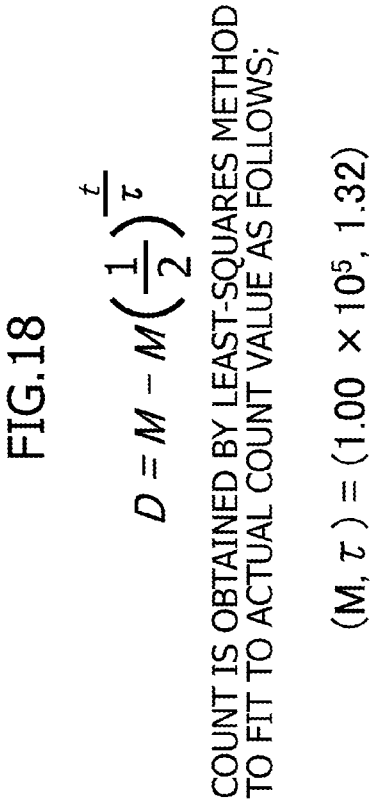 FIG.18
D = M − M(1/2)^(t/τ)
COUNT IS OBTAINED BY LEAST-SQUARES METHOD
TO FIT TO ACTUAL COUNT VALUE AS FOLLOWS;
(M, τ) = (1.00 × 10⁵, 1.32)